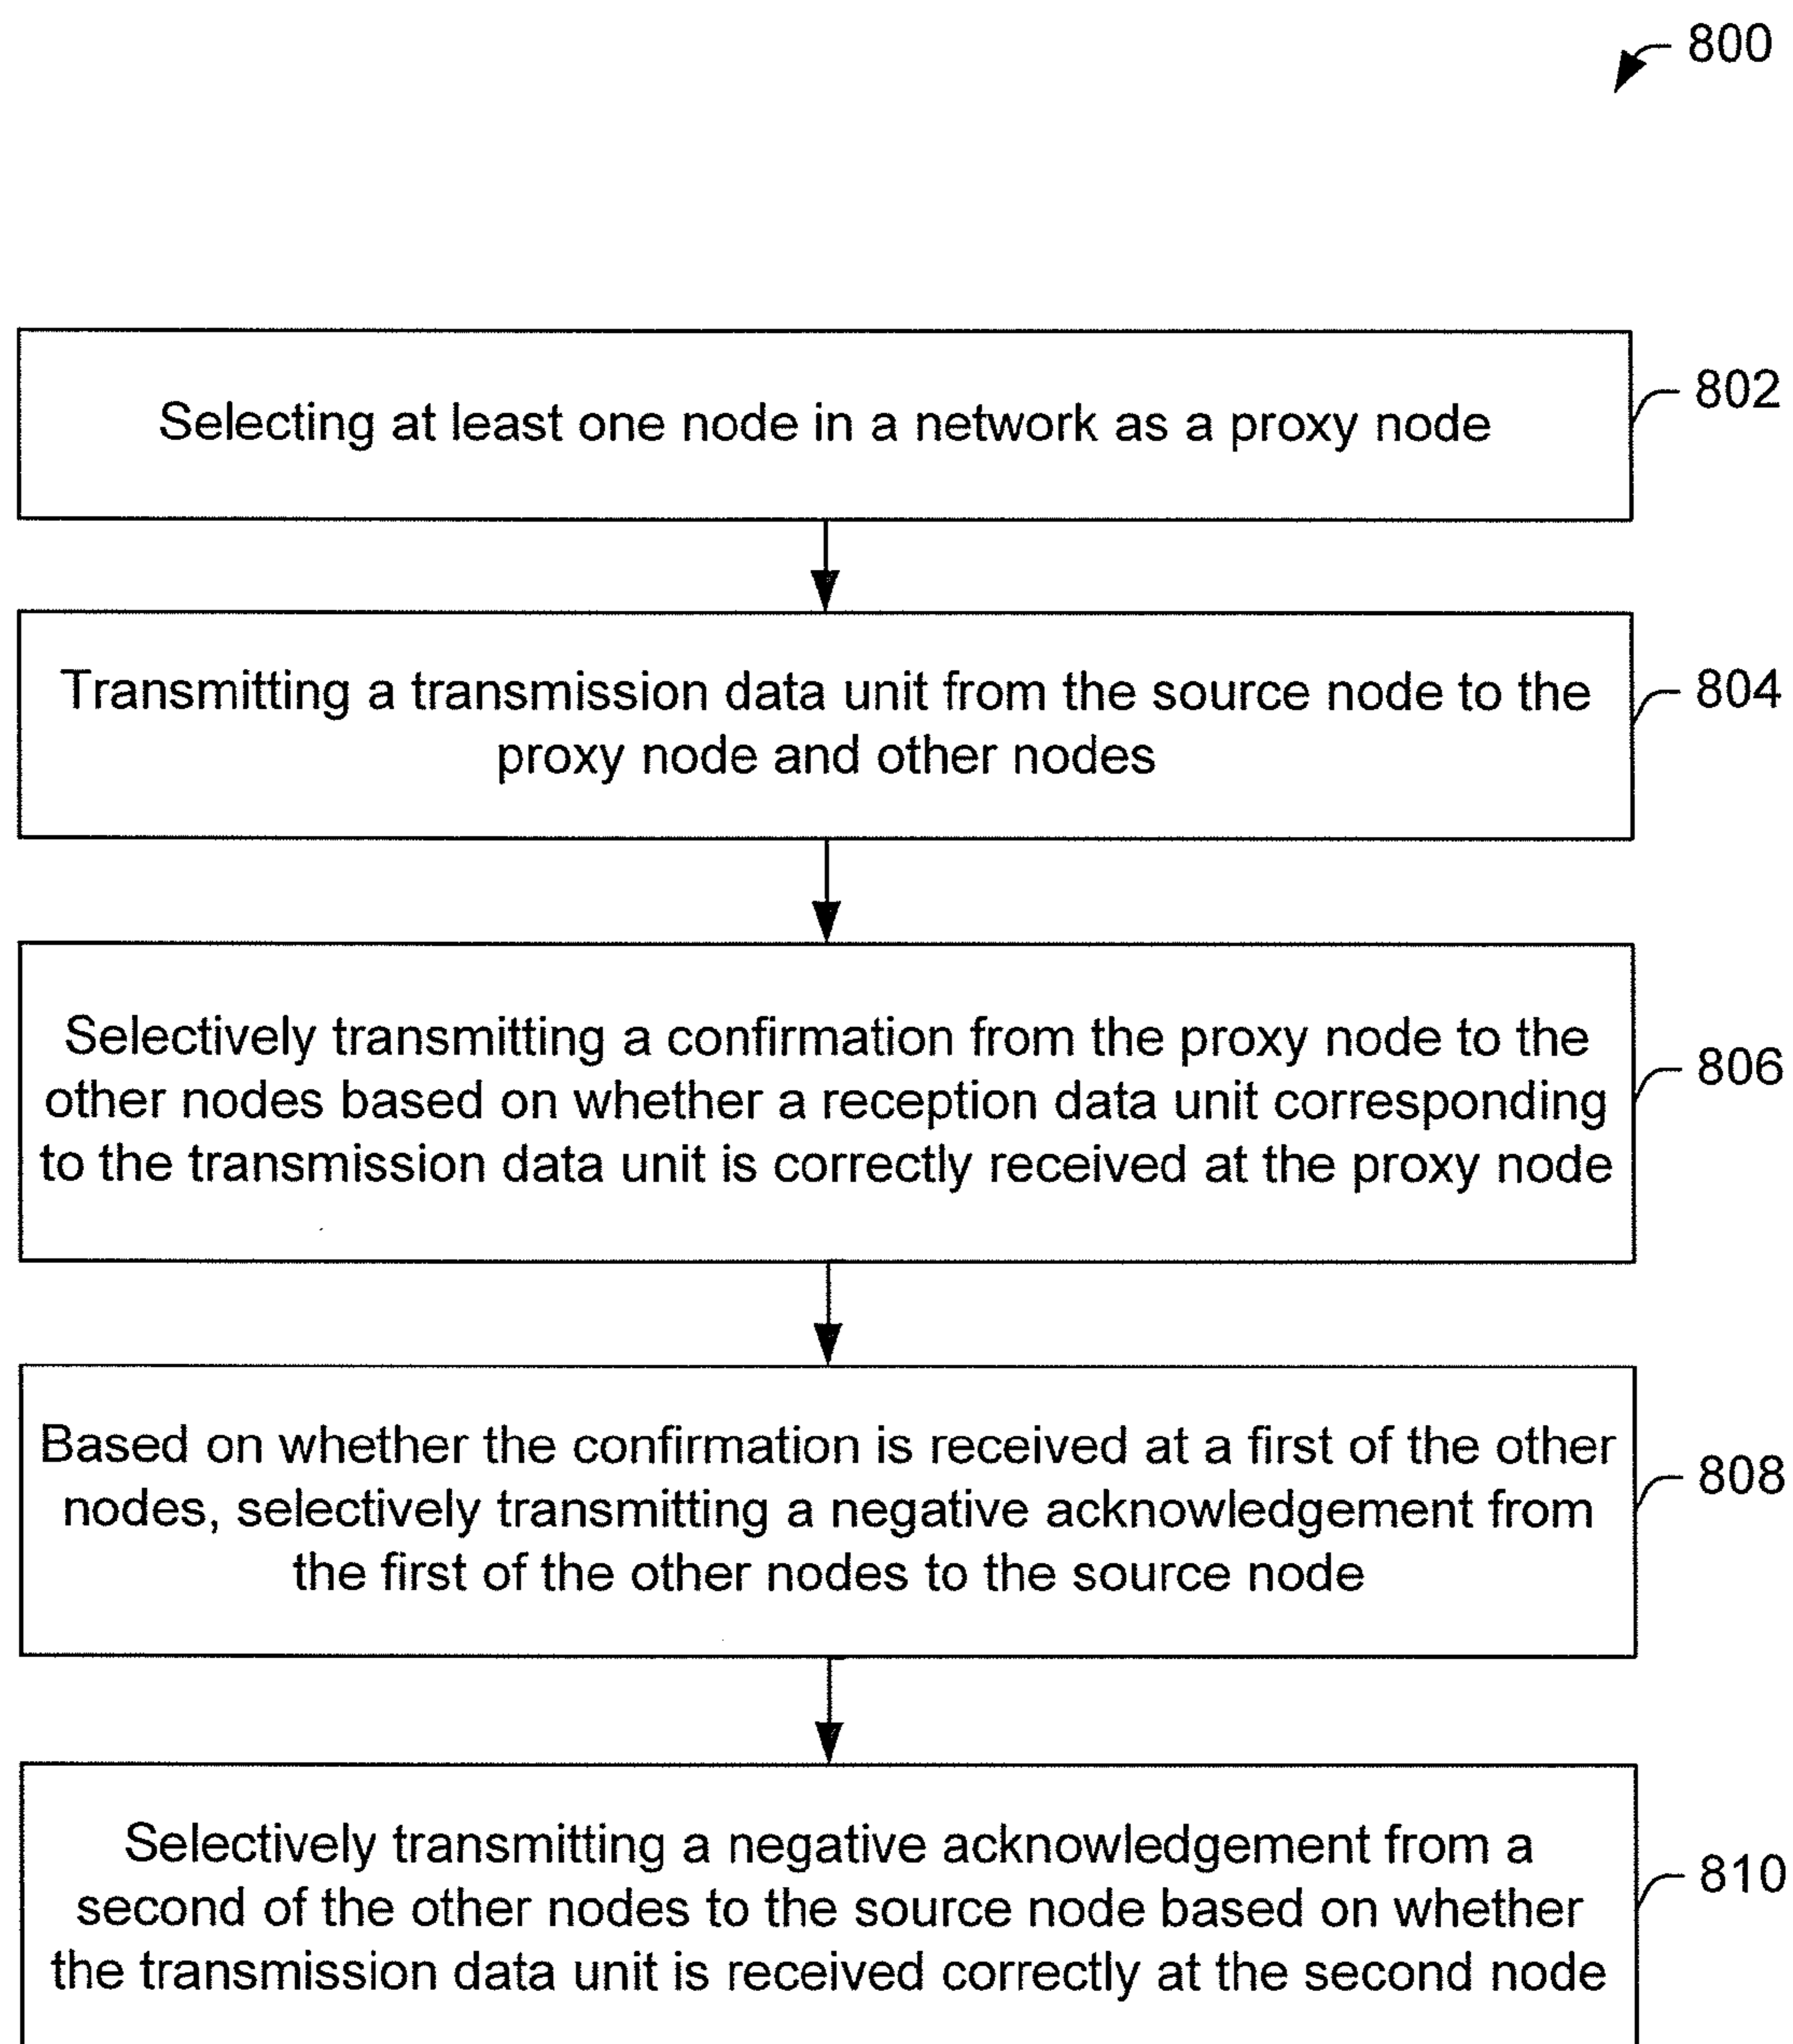 800
Selecting at least one node in a network as a proxy node
802
Transmitting a transmission data unit from the source node to the
proxy node and other nodes
804
Selectively transmitting a confirmation from the proxy node to the
other nodes based on whether a reception data unit corresponding
to the transmission data unit is correctly received at the proxy node
806
Based on whether the confirmation is received at a first of the other
nodes, selectively transmitting a negative acknowledgement from
the first of the other nodes to the source node
808
Selectively transmitting a negative acknowledgement from a
second of the other nodes to the source node based on whether
the transmission data unit is received correctly at the second node
810